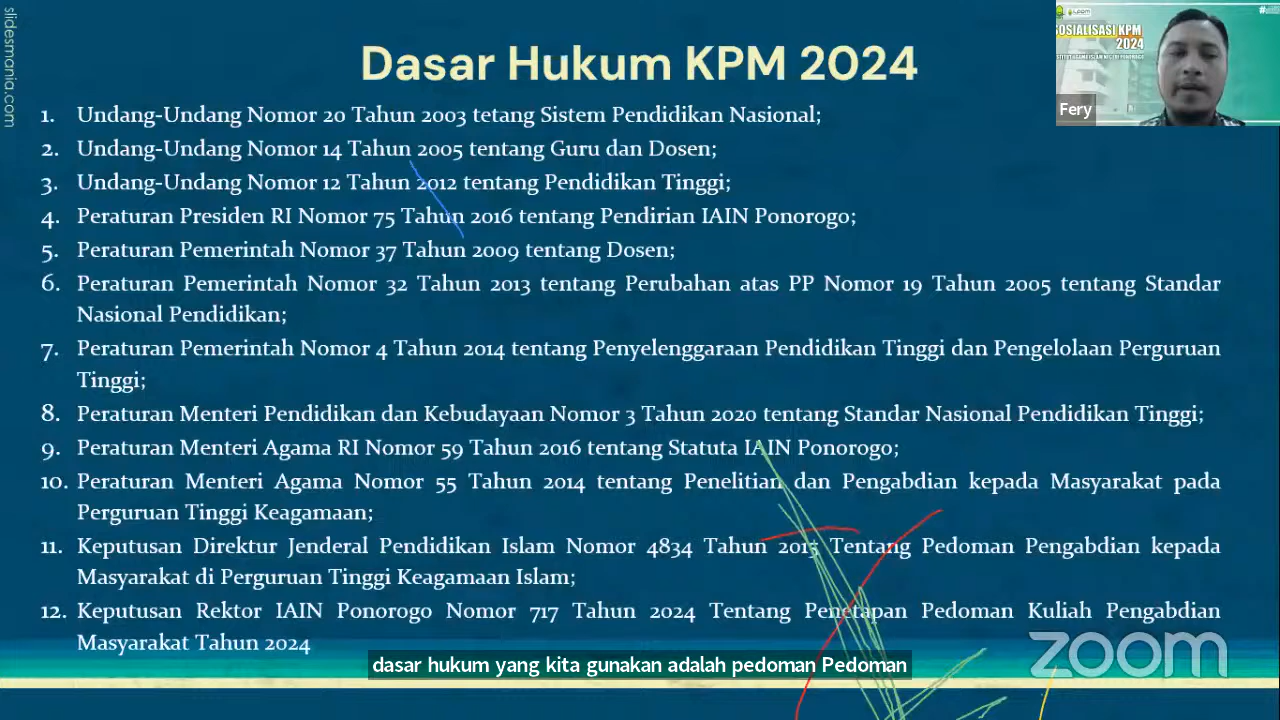 slidesmania.com
Dasar Hukum KPM 2024
1. Undang-Undang Nomor 20 Tahun 2003 tetang Sistem Pendidikan Nasional;
2. Undang-Undang Nomor 14 Tahun 2005 tentang Guru dan Dosen;
3. Undang-Undang Nomor 12 Tahun 2012 tentang Pendidikan Tinggi;
4. Peraturan Presiden RI Nomor 75 Tahun 2016 tentang Pendirian IAIN Ponorogo;
5. Peraturan Pemerintah Nomor 37 Tahun 2009 tentang Dosen;
6. Peraturan Pemerintah Nomor 32 Tahun 2013 tentang Perubahan atas PP Nomor 19 Tahun 2005 tentang Standar
Nasional Pendidikan;
7. Peraturan Pemerintah Nomor 4 Tahun 2014 tentang Penyelenggaraan Pendidikan Tinggi dan Pengelolaan Perguruan
Tinggi;
8. Peraturan Menteri Pendidikan dan Kebudayaan Nomor 3 Tahun 2020 tentang Standar Nasional Pendidikan Tinggi;
9. Peraturan Menteri Agama RI Nomor 59 Tahun 2016 tentang Statuta IAIN Ponorogo;
10. Peraturan Menteri Agama Nomor 55 Tahun 2014 tentang Penelitian dan Pengabdian kepada Masyarakat pada
Perguruan Tinggi Keagamaan;
11. Keputusan Direktur Jenderal Pendidikan Islam Nomor 4834 Tahun 2015 Tentang Pedoman Pengabdian kepada
Masyarakat di Perguruan Tinggi Keagamaan Islam;
12. Keputusan Rektor IAIN Ponorogo Nomor 717 Tahun 2024 Tentang Penetapan Pedoman Kuliah Pengabdian
Masyarakat Tahun 2024
SOSIALISASI KPM
2024
Fery
zoom
dasar hukum yang kita gunakan adalah pedoman Pedoman